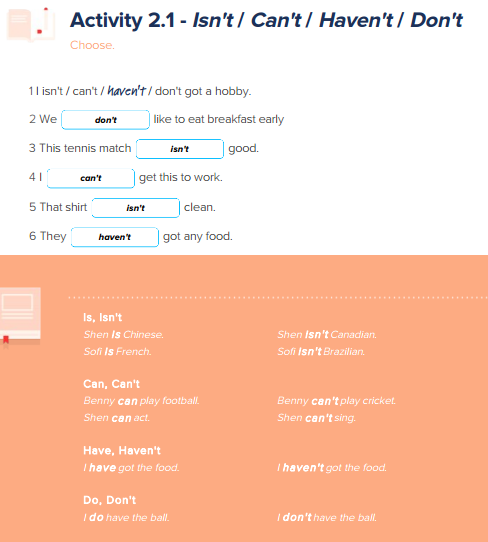 Activity 2.1 - Isn't / Can't / Haven't / Don't
Choose.
1 I isn't / can't / haven't / don't got a hobby.
2 We don't like to eat breakfast early
3 This tennis match isn't good.
4 I can't get this to work.
5 That shirt isn't clean.
6 They haven't got any food.
Is, Isn't
Shen is Chinese. Shen isn't Canadian.
Sofi is French. Sofi isn't Brazilian.
Can, Can't
Benny can play football. Benny can't play cricket.
Shen can act. Shen can't sing.
Have, Haven't
I have got the food. I haven't got the food.
Do, Don't
I do have the ball. I don't have the ball.